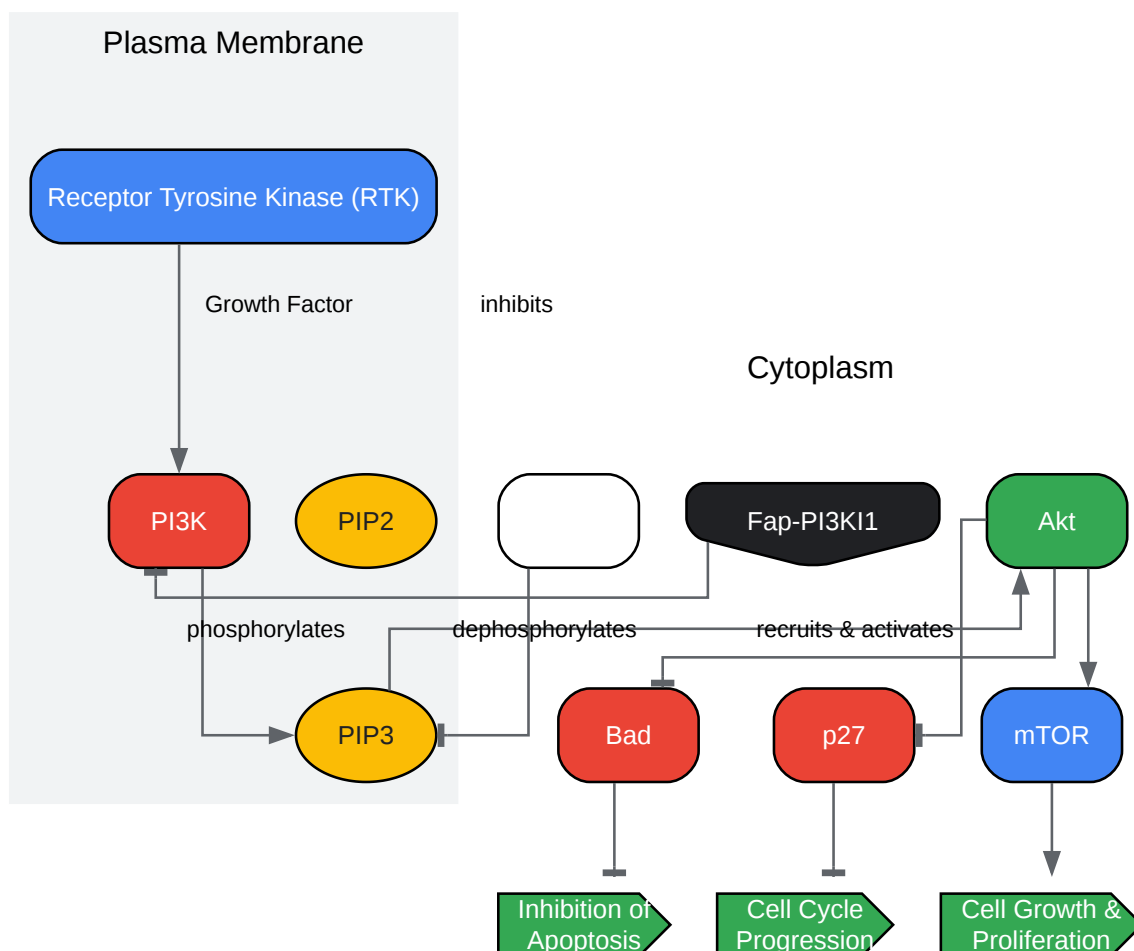 Plasma Membrane
Receptor Tyrosine Kinase (RTK)
Growth Factor
inhibits
Cytoplasm
PI3K
PIP2
Fap-PI3KI1
Akt
phosphorylates
dephosphorylates
recruits & activates
PIP3
Bad
p27
mTOR
Inhibition of
Apoptosis
Cell Cycle
Progression
Cell Growth &
Proliferation